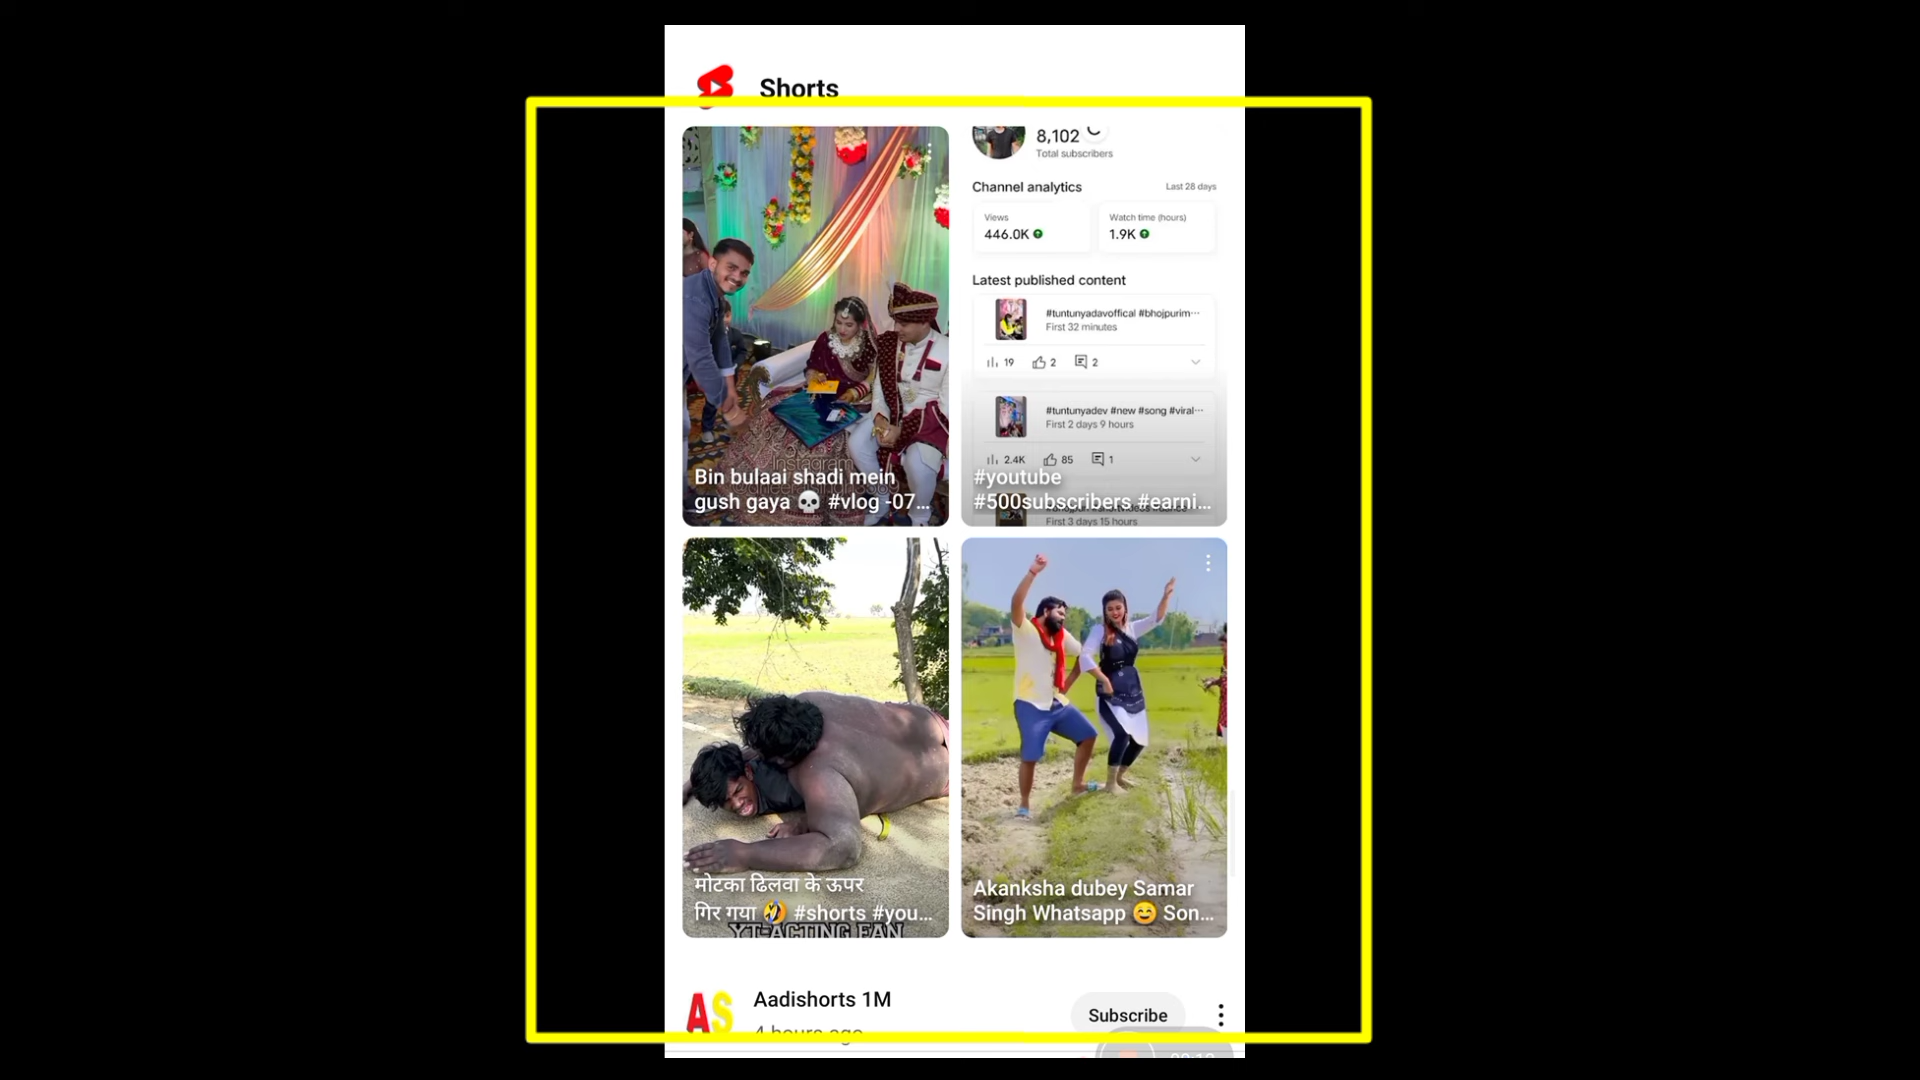 Shorts
8,102
Total subscribers
Channel analytics
Last 28 days
Views
Watch time (hours)
446.0K
1.9K
Latest published content
#tuntunyadavoffical #bhojpurim...
First 32 minutes
19
2
2
#tuntunyadev #new #song #viral...
First 2 days 9 hours
2.4K
85
1
Instagram
Bin bulaai shadi mein
gush gaya 💀 #vlog -07...
#youtube
#500subscribers #earni...
First 3 days 15 hours
मोटका ढिलवा के ऊपर
गिर गया 🤣 #shorts #you...
YT-ACTING FAN
Akanksha dubey Samar
Singh Whatsapp 😊 Son...
AS
Aadishorts 1M
4 hours ago
Subscribe